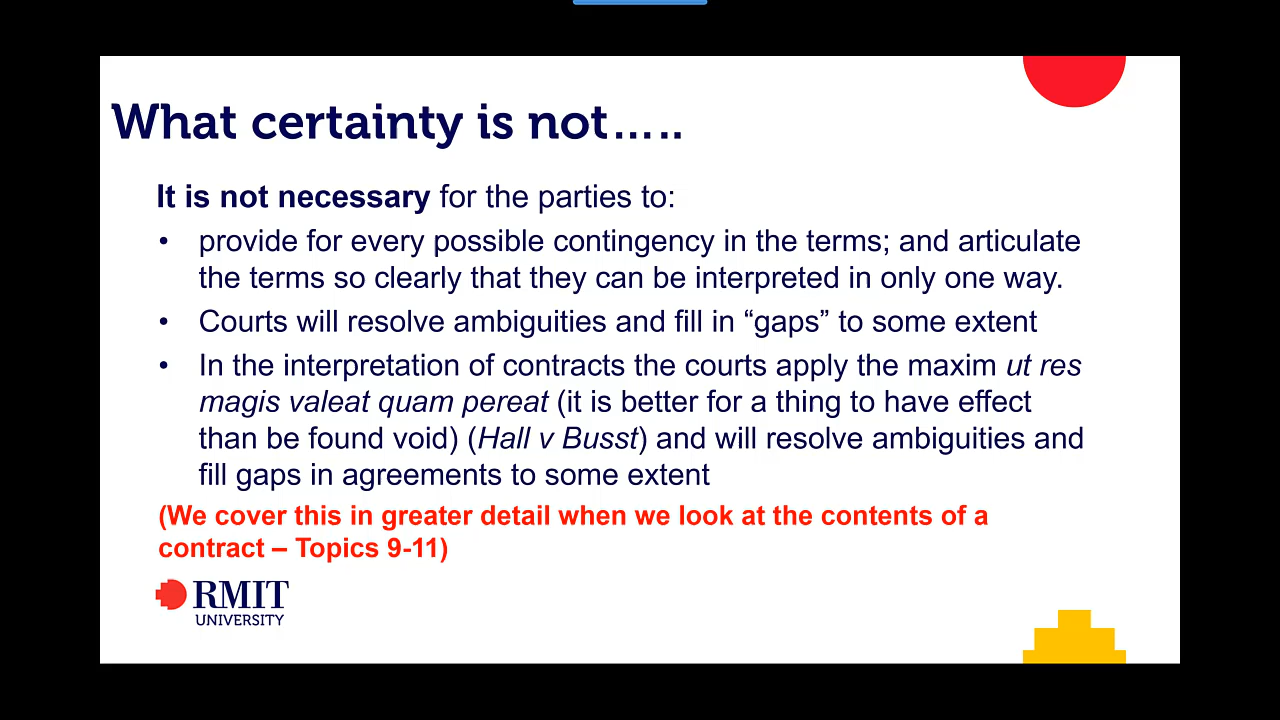 What certainty is not…..
It is not necessary for the parties to:
• provide for every possible contingency in the terms; and articulate
the terms so clearly that they can be interpreted in only one way.
• Courts will resolve ambiguities and fill in “gaps” to some extent
• In the interpretation of contracts the courts apply the maxim ut res
magis valeat quam pereat (it is better for a thing to have effect
than be found void) (Hall v Busst) and will resolve ambiguities and
fill gaps in agreements to some extent
(We cover this in greater detail when we look at the contents of a
contract – Topics 9-11)
RMIT
UNIVERSITY